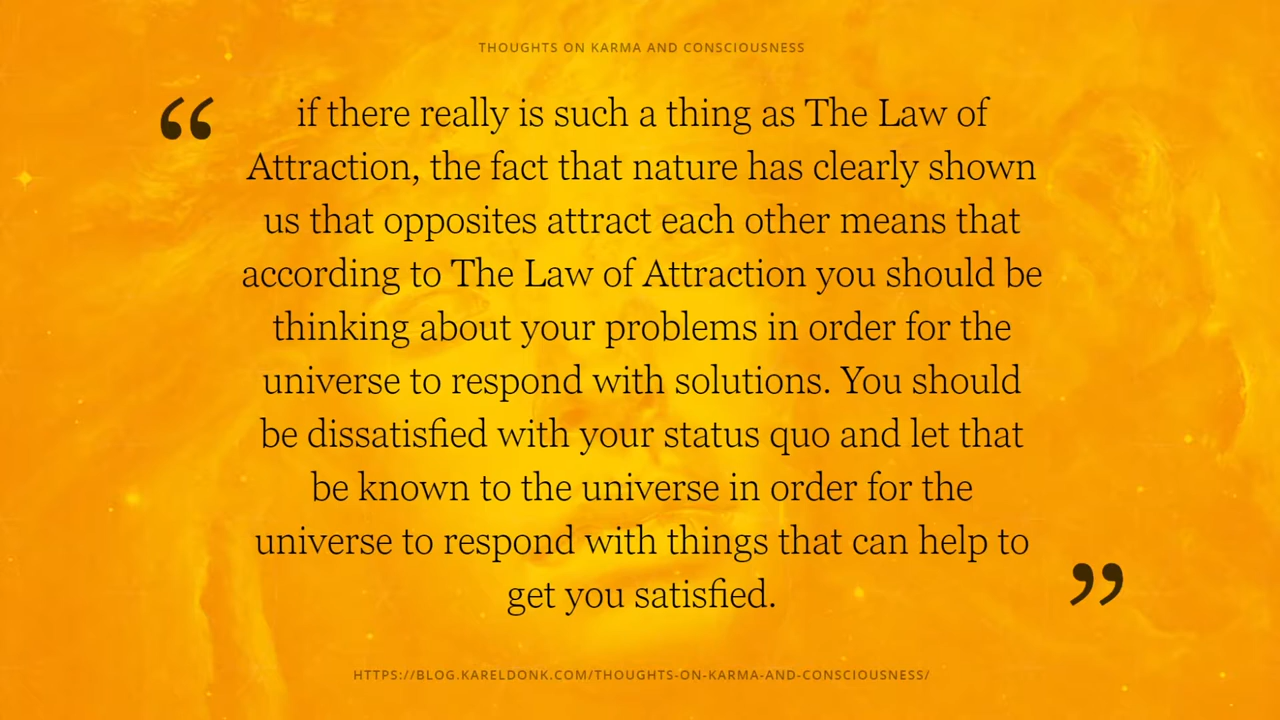 THOUGHTS ON KARMA AND CONSCIOUSNESS
“ if there really is such a thing as The Law of
Attraction, the fact that nature has clearly shown
us that opposites attract each other means that
according to The Law of Attraction you should be
thinking about your problems in order for the
universe to respond with solutions. You should
be dissatisfied with your status quo and let that
be known to the universe in order for the
universe to respond with things that can help to
get you satisfied. ”
HTTPS://BLOG.KARELDONK.COM/THOUGHTS-ON-KARMA-AND-CONSCIOUSNESS/